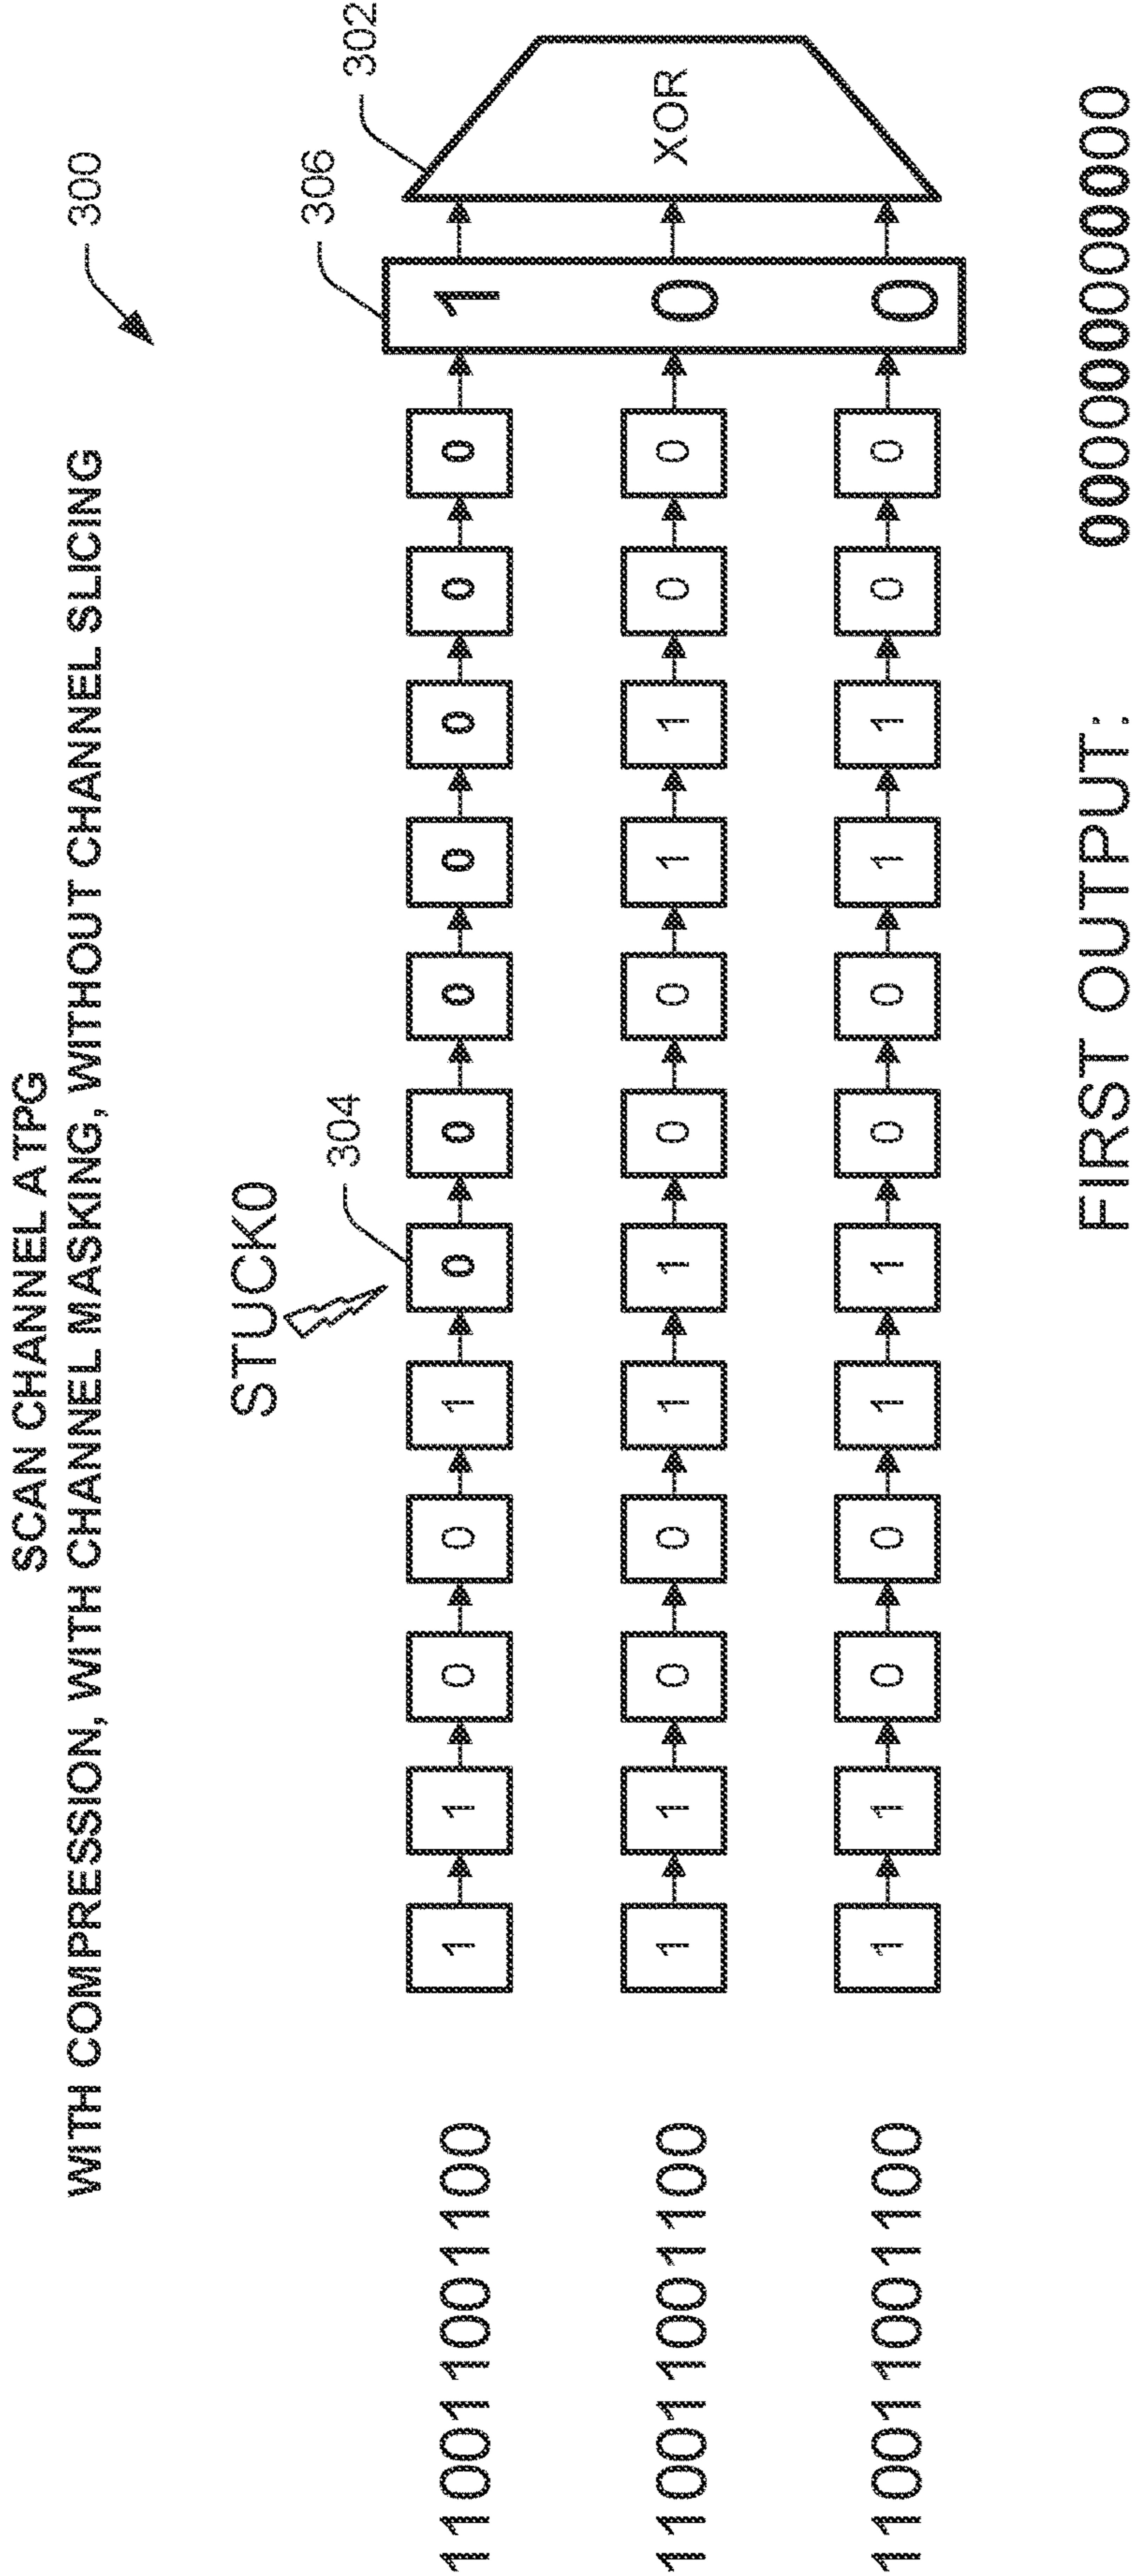 SCAN CHANNEL ATPG
WITH COMPRESSION, WITH CHANNEL MASKING, WITHOUT CHANNEL SLICING
300
STUCK0
304
306
302
110011001100 1 1 0 0 1 0 0 0 0 0 0 0 1
110011001100 1 1 0 0 1 1 0 0 1 1 0 0 0 XOR
110011001100 1 1 0 0 1 1 0 0 1 1 0 0 0
FIRST OUTPUT: 000000000000